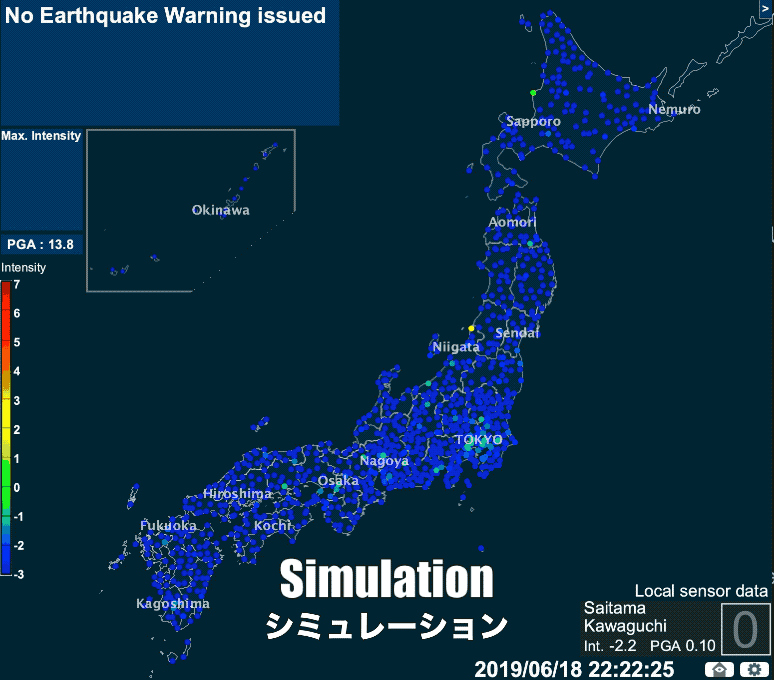 No Earthquake Warning issued
>
Max. Intensity
PGA : 13.8
Intensity
7
6
5
4
3
2
1
0
-1
-2
-3
Okinawa
Sapporo
Nemuro
Aomori
Sendai
Niigata
TOKYO
Nagoya
Osaka
Hiroshima
Kochi
Fukuoka
Kagoshima
Simulation
シミュレーション
Local sensor data
Saitama
Kawaguchi
Int. -2.2 PGA 0.10
0
2019/06/18 22:22:25